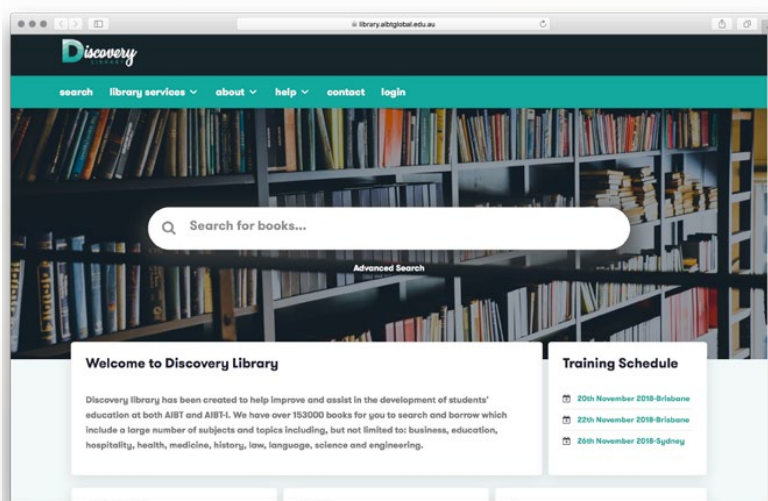 library.aibtglobal.edu.au
Discovery
LIBRARY
search library services about help contact login
Search for books...
Advanced Search
Welcome to Discovery Library
Discovery library has been created to help improve and assist in the development of students'
education at both AIBT and AIBT-I. We have over 153000 books for you to search and borrow which
include a large number of subjects and topics including, but not limited to: business, education,
hospitality, health, medicine, history, law, language, science and engineering.
Training Schedule
20th November 2018-Brisbane
22th November 2018-Brisbane
26th November 2018-Sydney